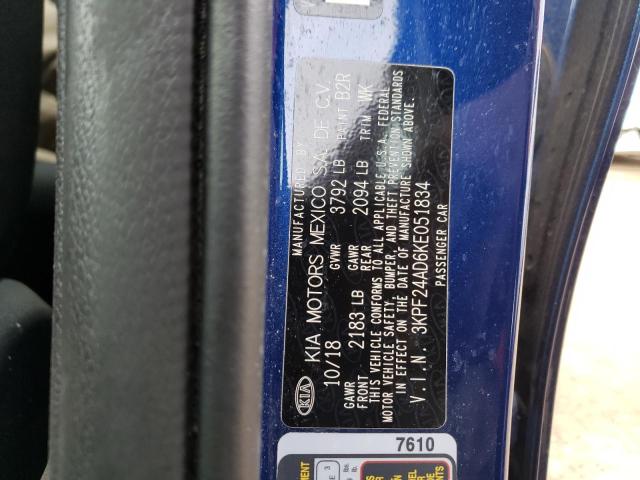 MANUFACTURED BY
KIA MOTORS MEXICO S.A. DE C.V.
10/18 GVWR 3792 LB PAINT B2R
GAWR FRONT 2183 LB GAWR REAR 2094 LB TRIM WK
THIS VEHICLE CONFORMS TO ALL APPLICABLE U.S.A. FEDERAL
MOTOR VEHICLE SAFETY, BUMPER, AND THEFT PREVENTION STANDARDS
IN EFFECT ON THE DATE OF MANUFACTURE SHOWN ABOVE.
V.I.N. 3KPF24AD6KE051834
PASSENGER CAR
KIA
7610